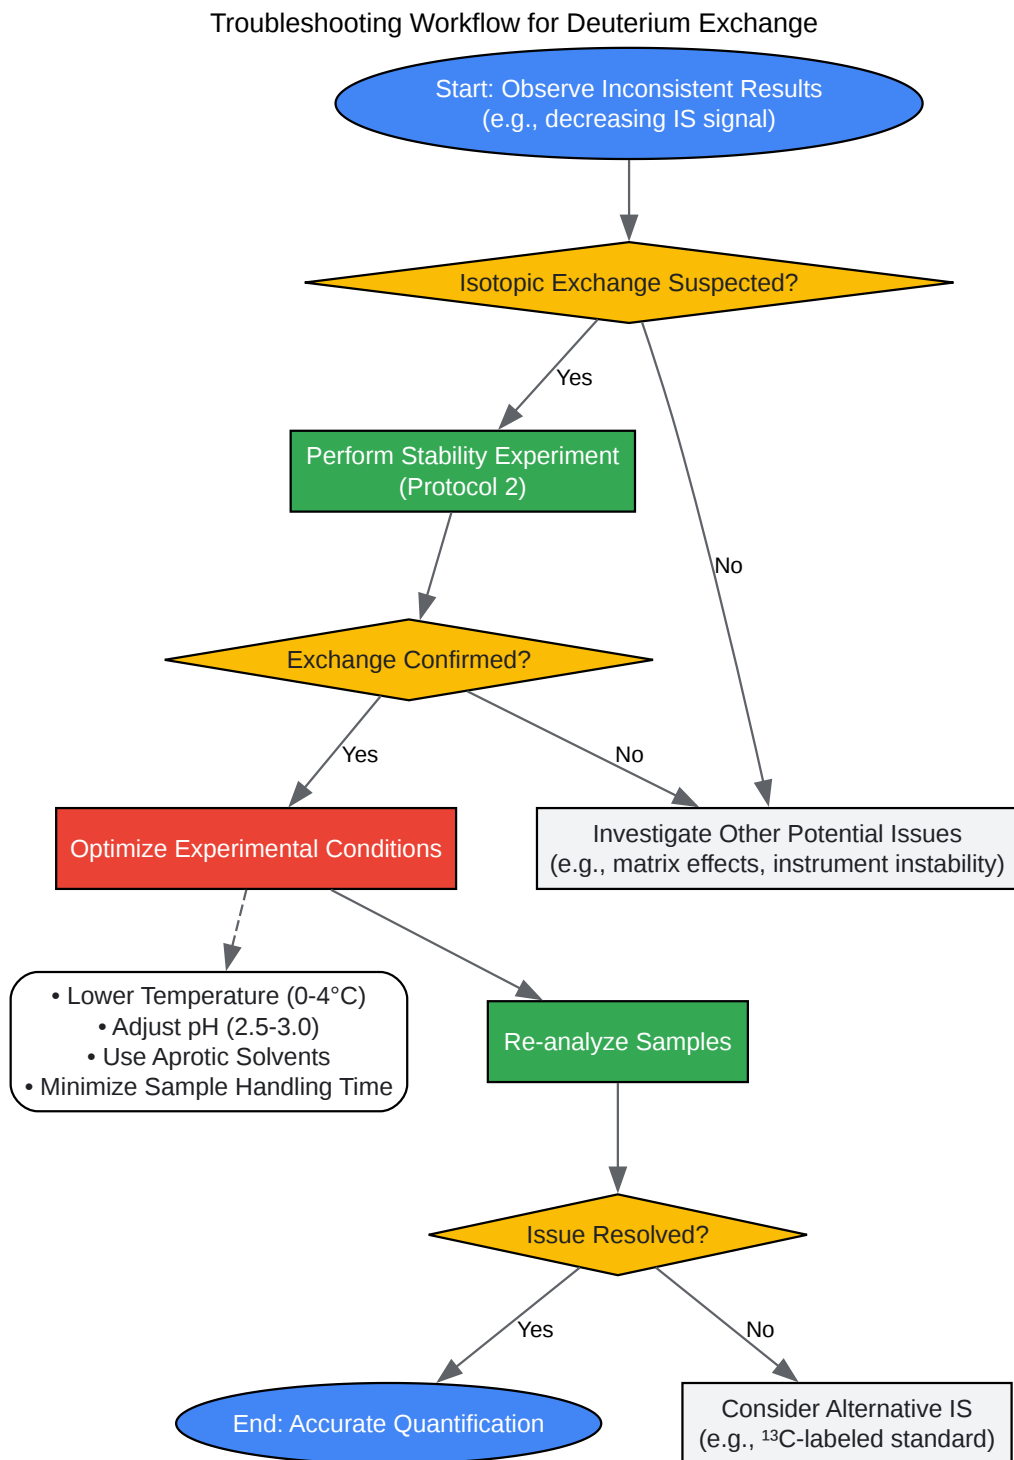 Troubleshooting Workflow for Deuterium Exchange
Start: Observe Inconsistent Results
(e.g., decreasing IS signal)
Isotopic Exchange Suspected?
Yes
Perform Stability Experiment
(Protocol 2)
No
Exchange Confirmed?
Yes
No
Optimize Experimental Conditions
Investigate Other Potential Issues
(e.g., matrix effects, instrument instability)
• Lower Temperature (0-4°C)
• Adjust pH (2.5-3.0)
• Use Aprotic Solvents
• Minimize Sample Handling Time
Re-analyze Samples
Issue Resolved?
Yes
No
End: Accurate Quantification
Consider Alternative IS
(e.g., ¹³C-labeled standard)